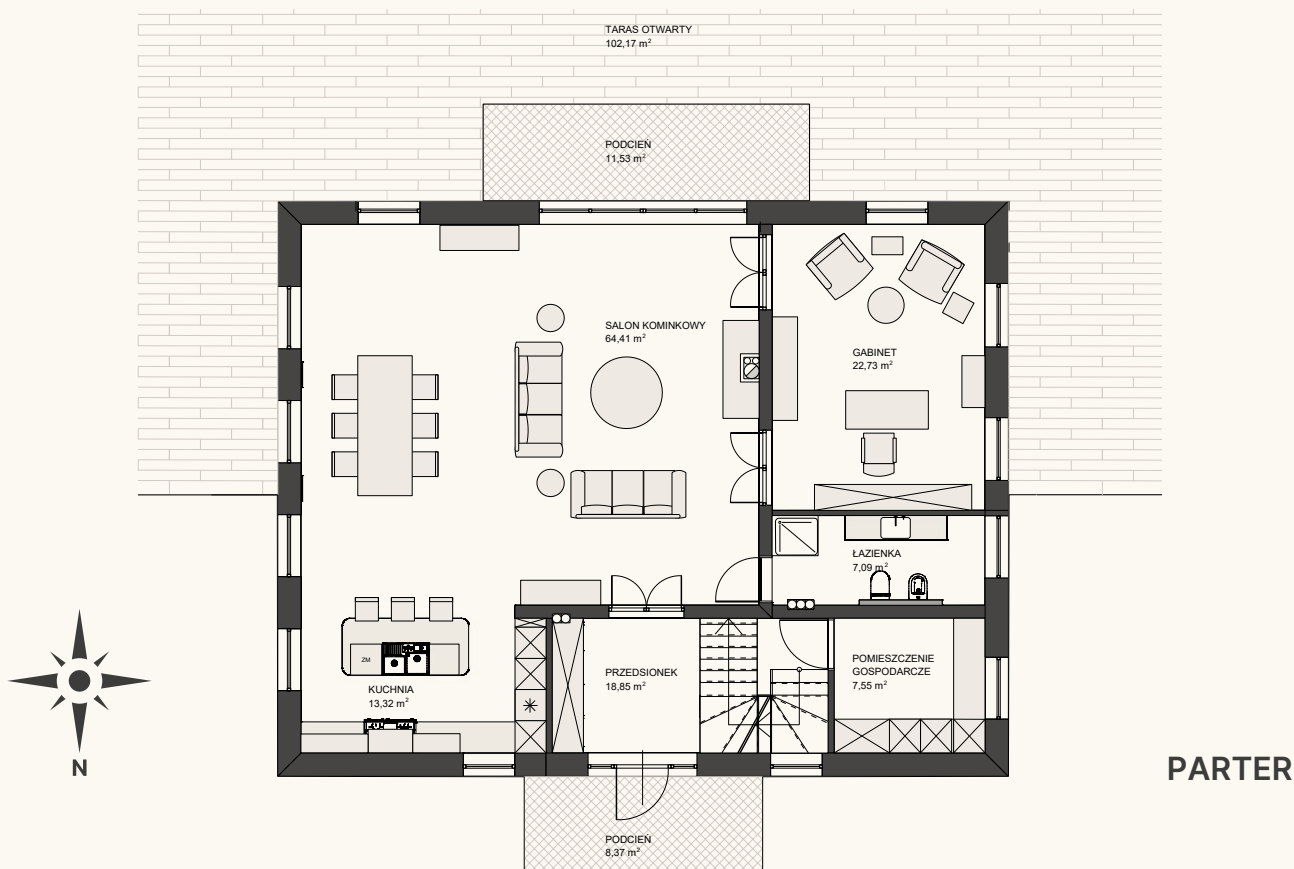 TARAS OTWARTY
102,17 m²
PODCIEŃ
11,53 m²
SALON KOMINKOWY
64,41 m²
GABINET
22,73 m²
ŁAZIENKA
7,09 m²
ZM
KUCHNIA
13,32 m²
PRZEDSIONEK
18,85 m²
POMIESZCZENIE
GOSPODARCZE
7,55 m²
N
PARTER
PODCIEŃ
8,37 m²